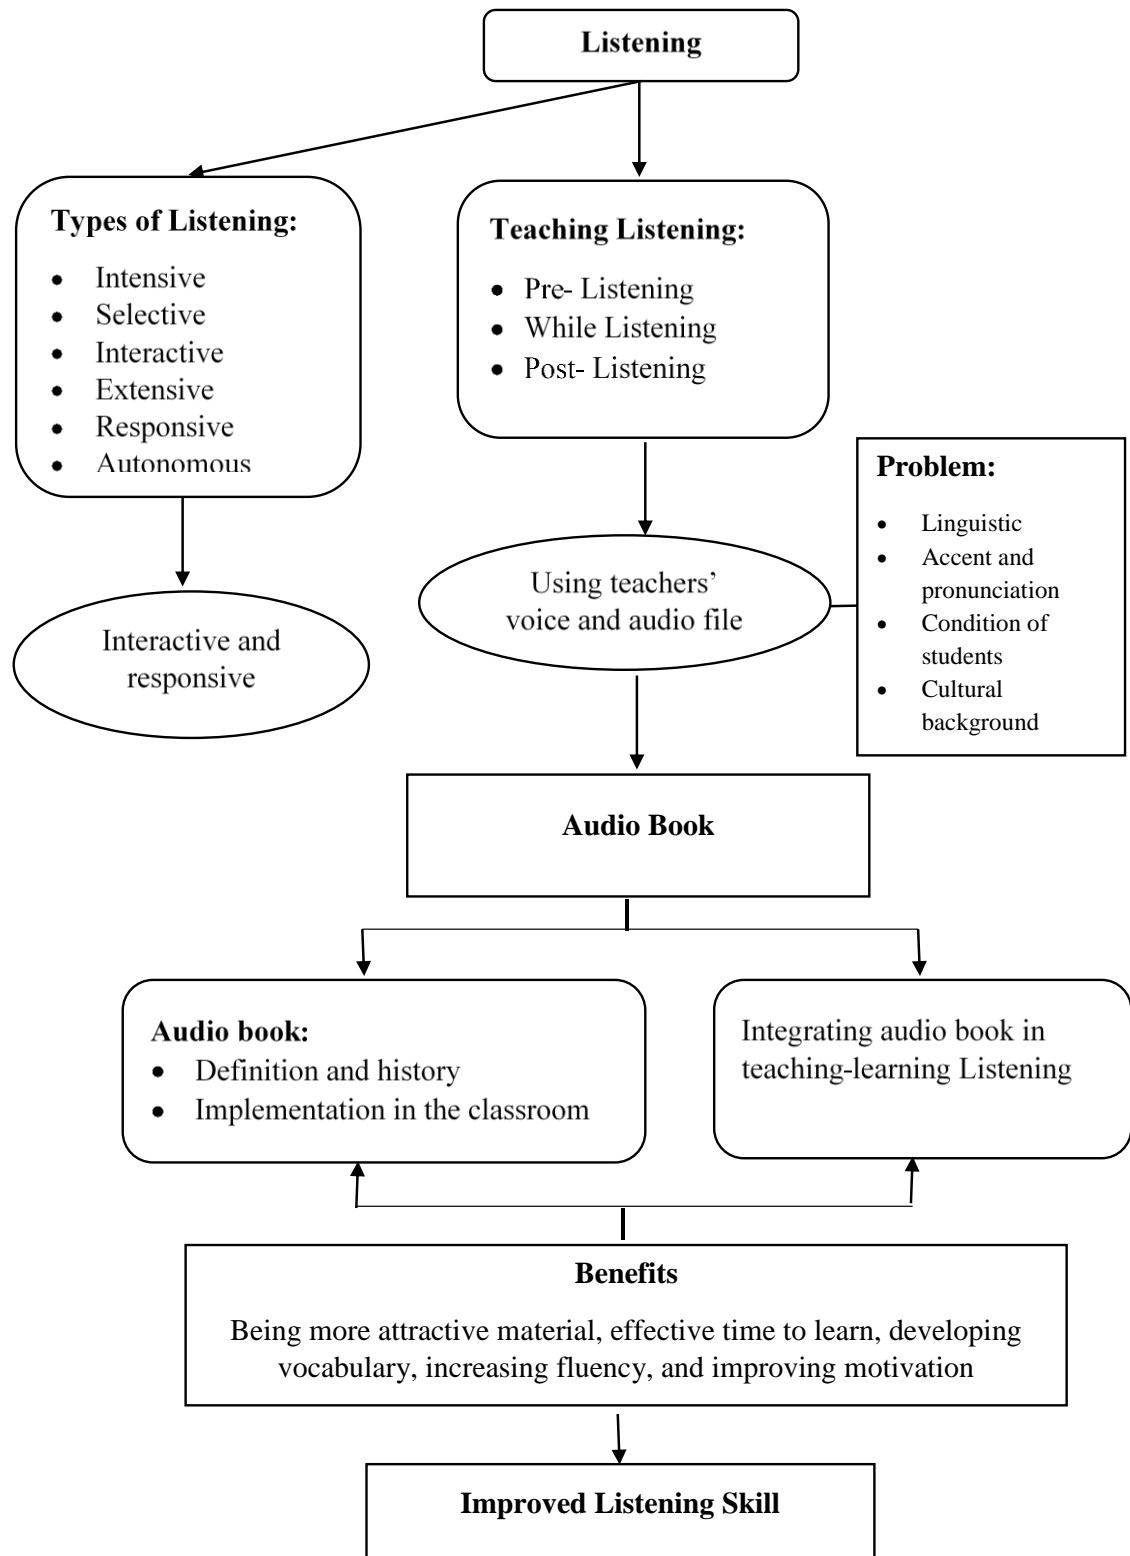 Listening
Types of Listening:
• Intensive
• Selective
• Interactive
• Extensive
• Responsive
• Autonomous
Teaching Listening:
• Pre- Listening
• While Listening
• Post- Listening
Problem:
• Linguistic
• Accent and
pronunciation
• Condition of
students
• Cultural
background
Using teachers’
voice and audio file
Interactive and
responsive
Audio Book
Audio book:
• Definition and history
• Implementation in the classroom
Integrating audio book in
teaching-learning Listening
Benefits
Being more attractive material, effective time to learn, developing
vocabulary, increasing fluency, and improving motivation
Improved Listening Skill